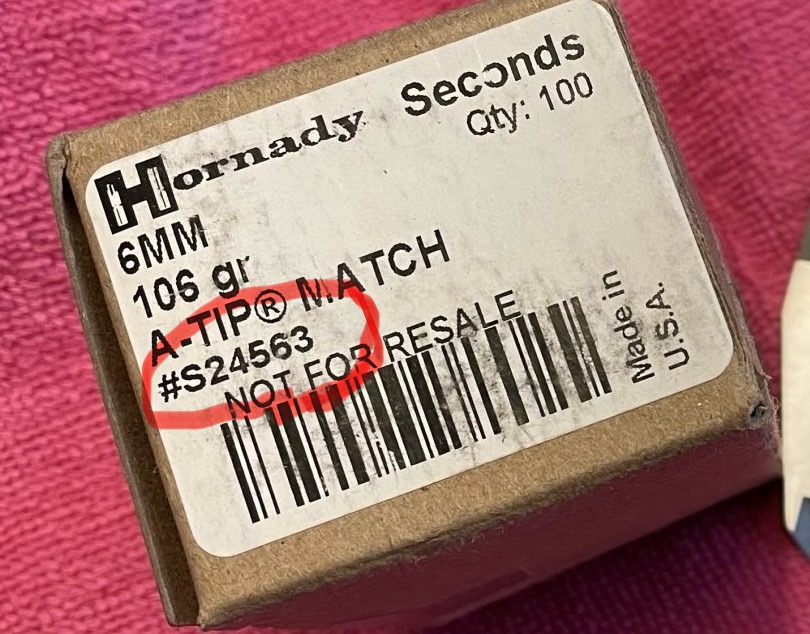 Hornady Seconds
Qty: 100
6MM
106 gr
A-TIP® MATCH
#S24563
NOT FOR RESALE
Made in
U.S.A.